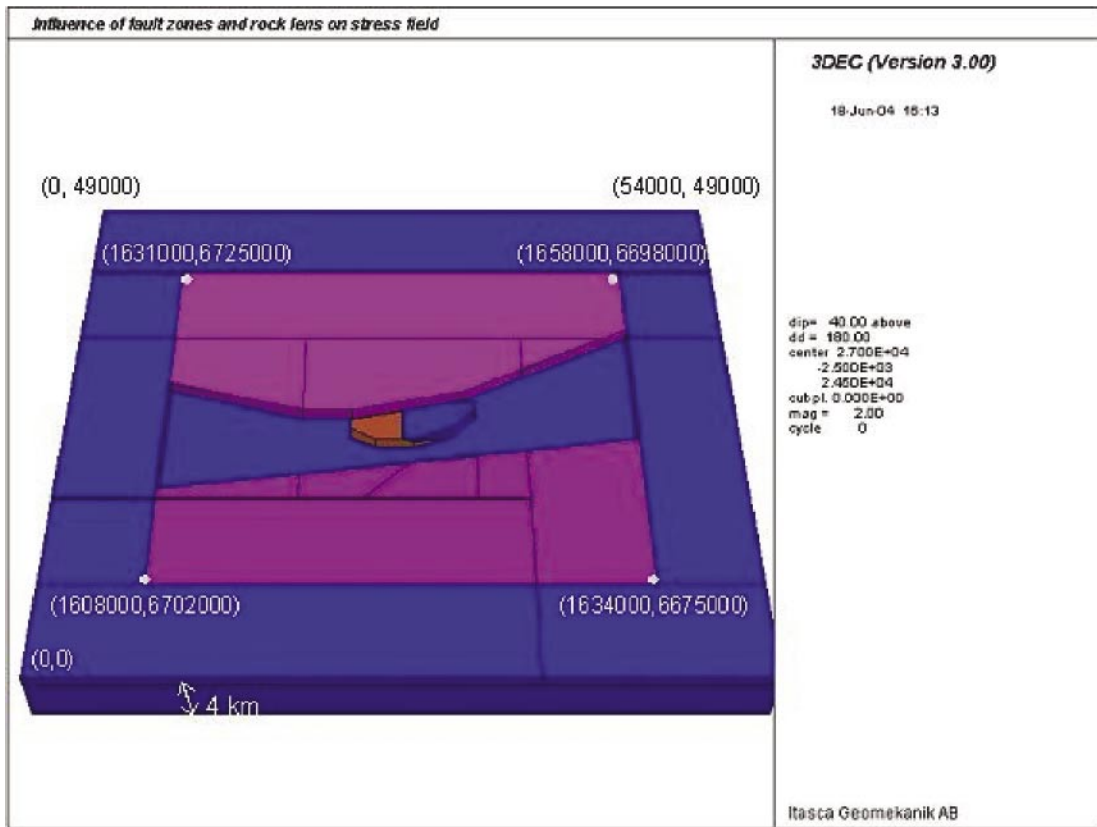 Influence of fault zones and rock lens on stress field
3DEC (Version 3.00)
18-Jun-04 16:13
(0, 49000)
(54000, 49000)
(1631000,6725000)
(1658000,6698000)
dip= 40.00 above
dd = 180.00
center 2.700E+04
-2.500E+03
2.450E+04
cut-pl. 0.000E+00
mag = 2.00
cycle 0
(1608000,6702000)
(1634000,6675000)
(0,0)
4 km
Itasca Geomekanik AB